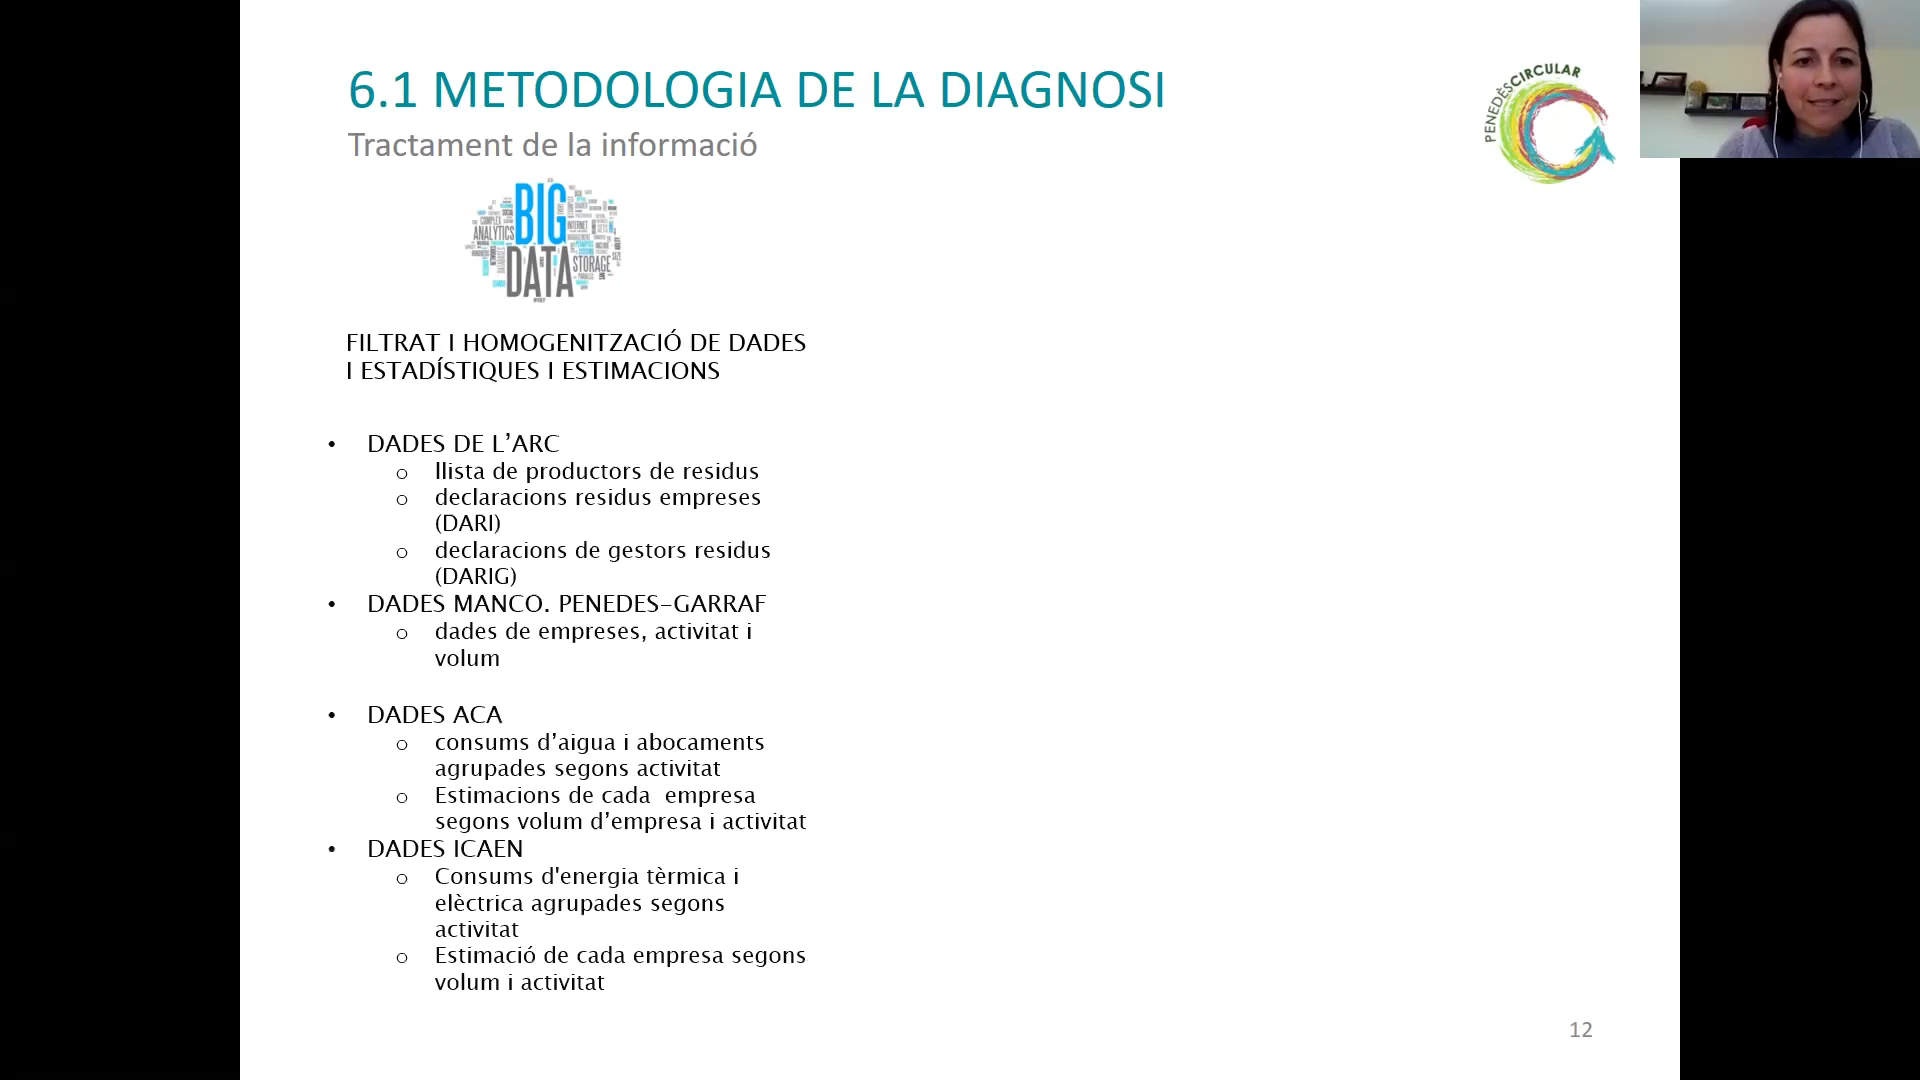 6.1 METODOLOGIA DE LA DIAGNOSI
Tractament de la informació
PENEDÈSCIRCULAR
BIG
DATA
COMPLEX
ANALYTICS
INTERNET
STORAGE
FILTRAT I HOMOGENITZACIÓ DE DADES
I ESTADÍSTIQUES I ESTIMACIONS
• DADES DE L’ARC
o llista de productors de residus
o declaracions residus empreses
(DARI)
o declaracions de gestors residus
(DARIG)
• DADES MANCO. PENEDES-GARRAF
o dades de empreses, activitat i
volum
• DADES ACA
o consums d’aigua i abocaments
agrupades segons activitat
o Estimacions de cada empresa
segons volum d’empresa i activitat
• DADES ICAEN
o Consums d'energia tèrmica i
elèctrica agrupades segons
activitat
o Estimació de cada empresa segons
volum i activitat
12